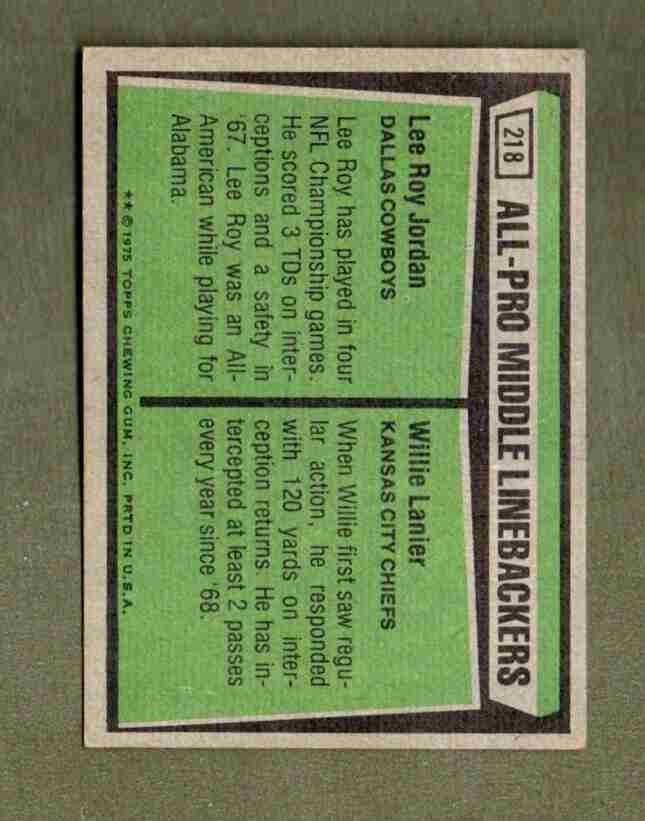 218 ALL-PRO MIDDLE LINEBACKERS
Lee Roy Jordan
DALLAS COWBOYS
Lee Roy has played in four
NFL Championship games.
He scored 3 TDs on inter-
ceptions and a safety in
'67. Lee Roy was an All-
American while playing for
Alabama.
Willie Lanier
KANSAS CITY CHIEFS
When Willie first saw regu-
lar action, he responded
with 120 yards on inter-
ception returns. He has in-
tercepted at least 2 passes
every year since '68.
** © 1975 TOPPS CHEWING GUM, INC. PRTD IN U.S.A.